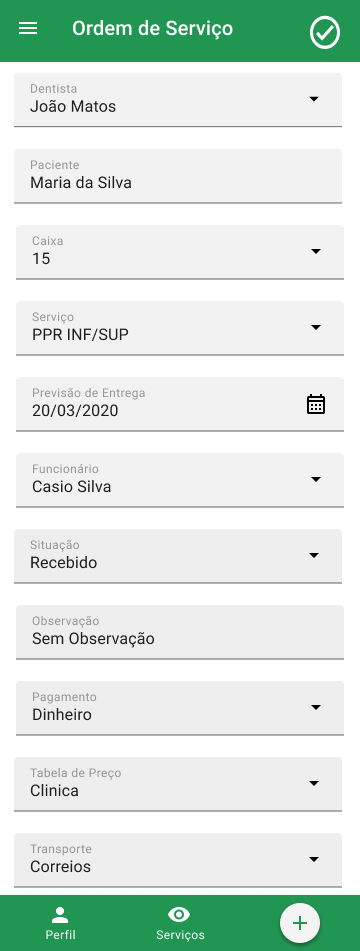 Ordem de Serviço
Dentista
João Matos
Paciente
Maria da Silva
Caixa
15
Serviço
PPR INF/SUP
Previsão de Entrega
20/03/2020
Funcionário
Casio Silva
Situação
Recebido
Observação
Sem Observação
Pagamento
Dinheiro
Tabela de Preço
Clinica
Transporte
Correios
Perfil
Serviços